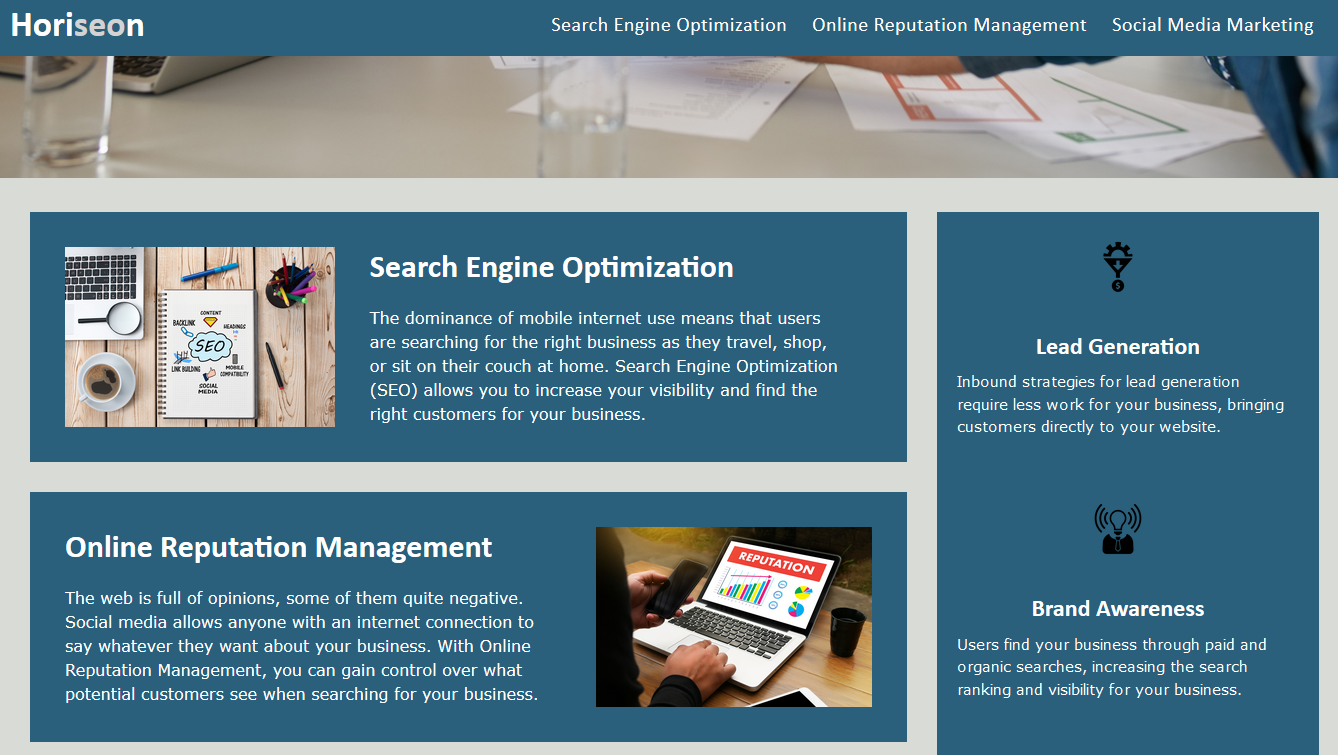 Horiseon
Search Engine Optimization
Online Reputation Management
Social Media Marketing
Search Engine Optimization
The dominance of mobile internet use means that users
are searching for the right business as they travel, shop,
or sit on their couch at home. Search Engine Optimization
(SEO) allows you to increase your visibility and find the
right customers for your business.
CONTENT
BACKLINK
HEADINGS
SEO
LINK BUILDING
MOBILE
COMPATIBILITY
SOCIAL
MEDIA
Online Reputation Management
The web is full of opinions, some of them quite negative.
Social media allows anyone with an internet connection to
say whatever they want about your business. With Online
Reputation Management, you can gain control over what
potential customers see when searching for your business.
REPUTATION
$
Lead Generation
Inbound strategies for lead generation
require less work for your business, bringing
customers directly to your website.
Brand Awareness
Users find your business through paid and
organic searches, increasing the search
ranking and visibility for your business.